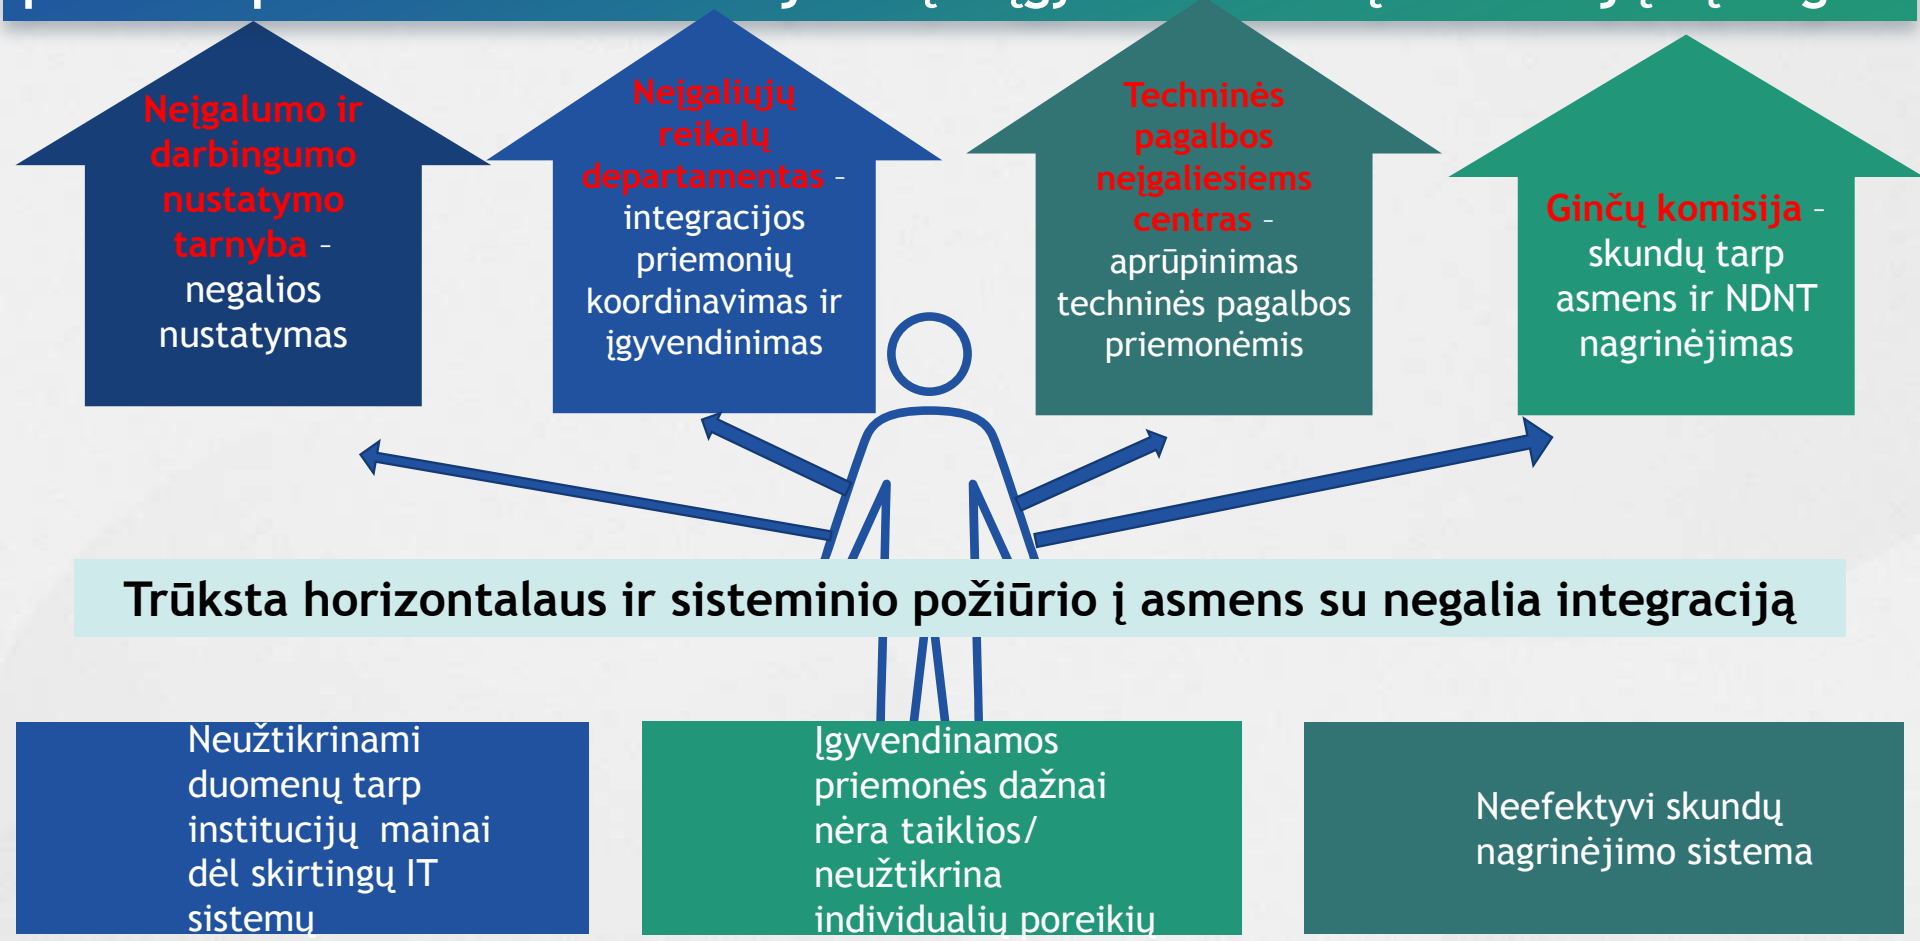 Neįgalumo ir
darbingumo
nustatymo
tarnyba –
negalios
nustatymas
Neįgaliųjų
reikalų
departamentas –
integracijos
priemonių
koordinavimas ir
įgyvendinimas
Techninės
pagalbos
neįgaliesiems
centras –
aprūpinimas
techninės pagalbos
priemonėmis
Ginčų komisija –
skundų tarp
asmens ir NDNT
nagrinėjimas
Trūksta horizontalaus ir sisteminio požiūrio į asmens su negalia integraciją
Neužtikrinami
duomenų tarp
institucijų mainai
dėl skirtingų IT
sistemų
Įgyvendinamos
priemonės dažnai
nėra taiklios/
neužtikrina
individualių poreikių
Neefektyvi skundų
nagrinėjimo sistema